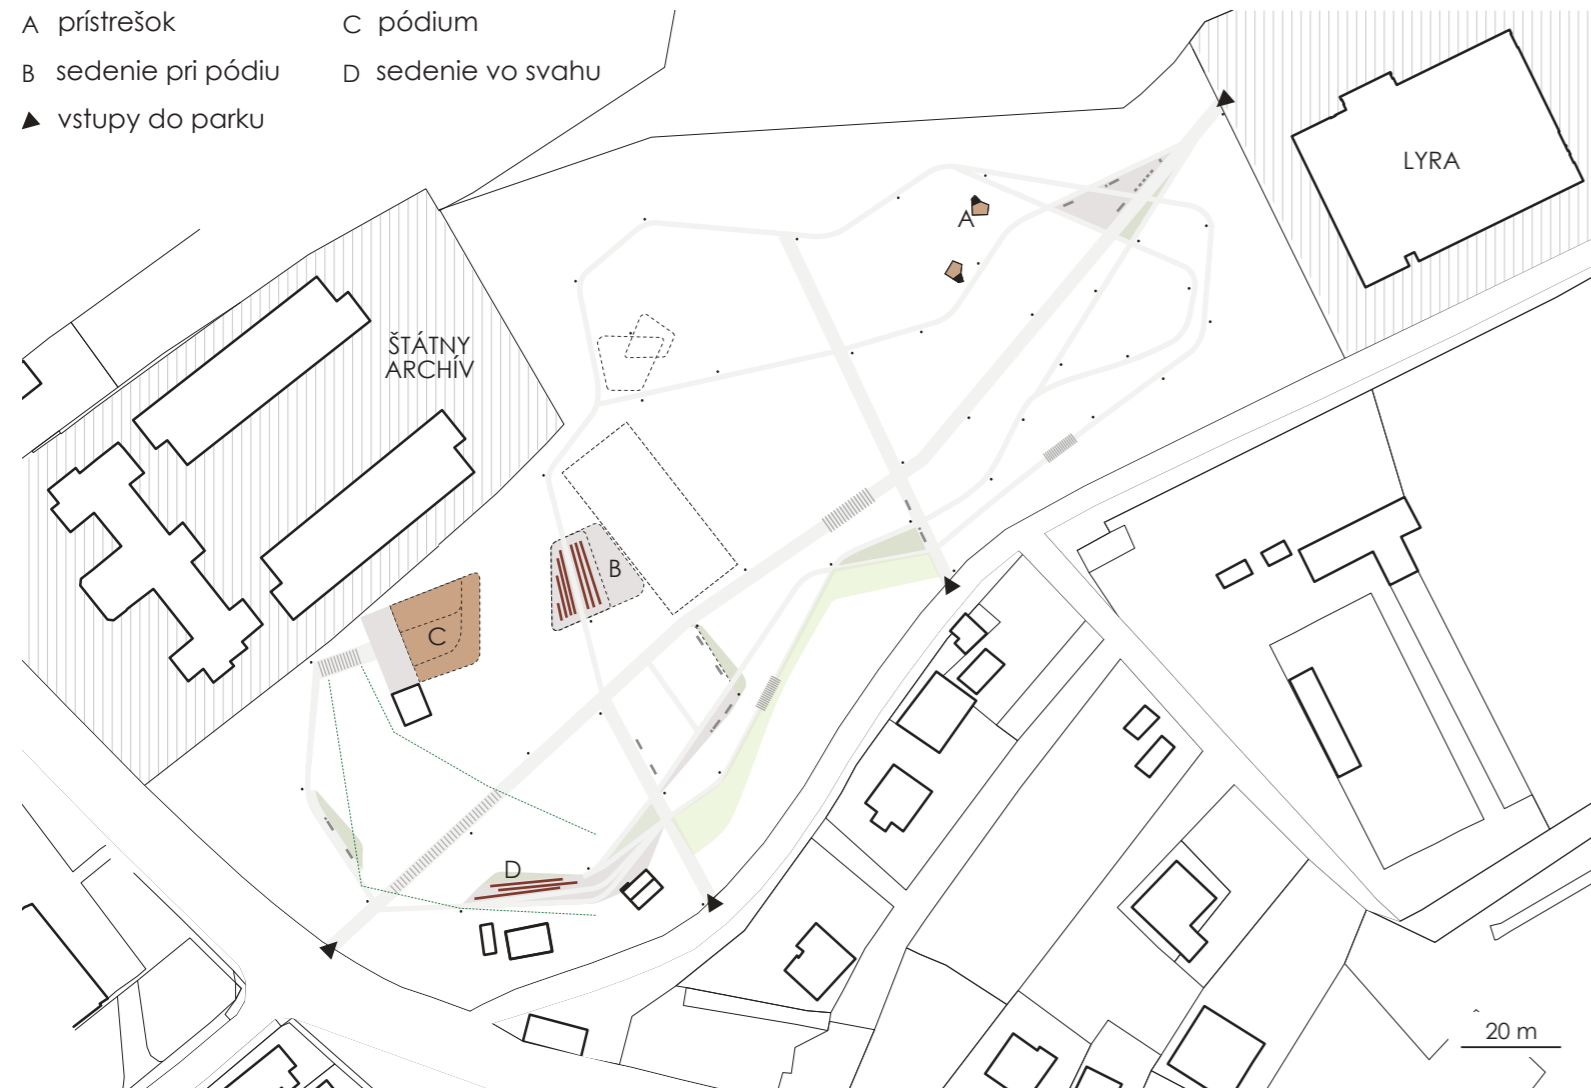 A prístrešok
B sedenie pri pódiu
▲ vstupy do parku
C pódium
D sedenie vo svahu
LYRA
A
ŠTÁTNY
ARCHÍV
B
C
D
20 m